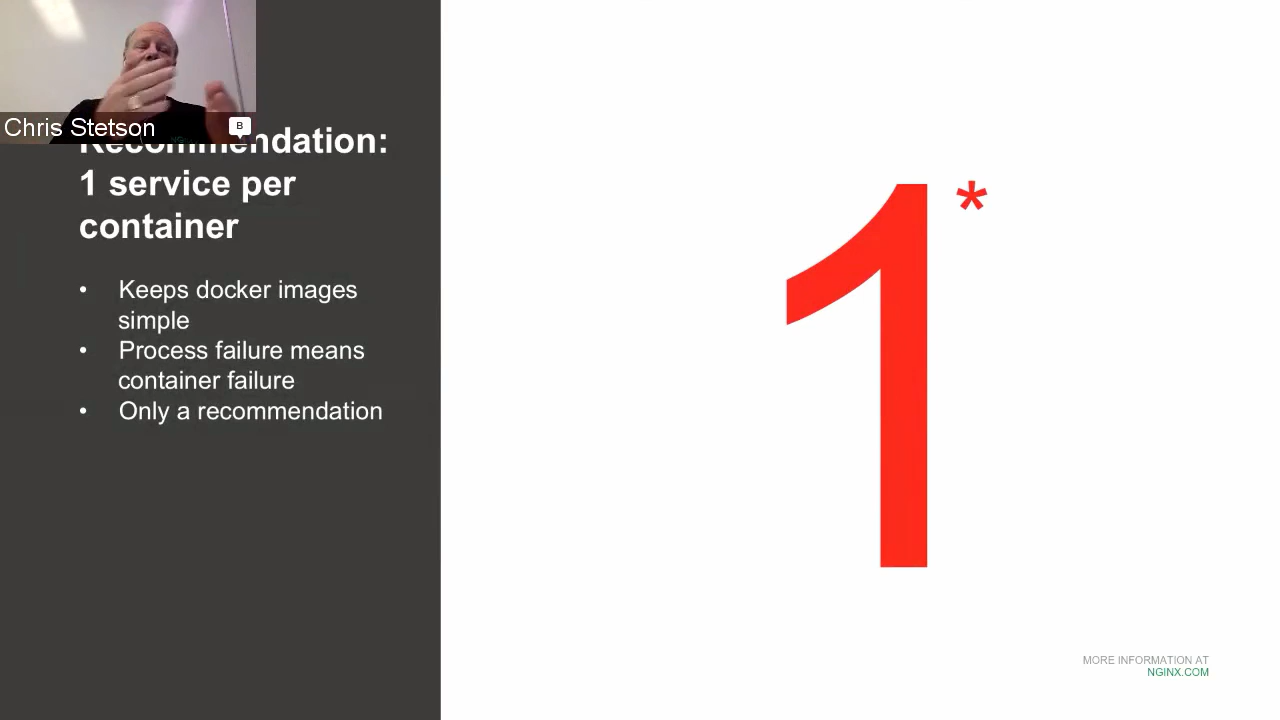 Chris Stetson
B
Recommendation:
1 service per
container
• Keeps docker images
simple
• Process failure means
container failure
• Only a recommendation
1*
MORE INFORMATION AT
NGINX.COM